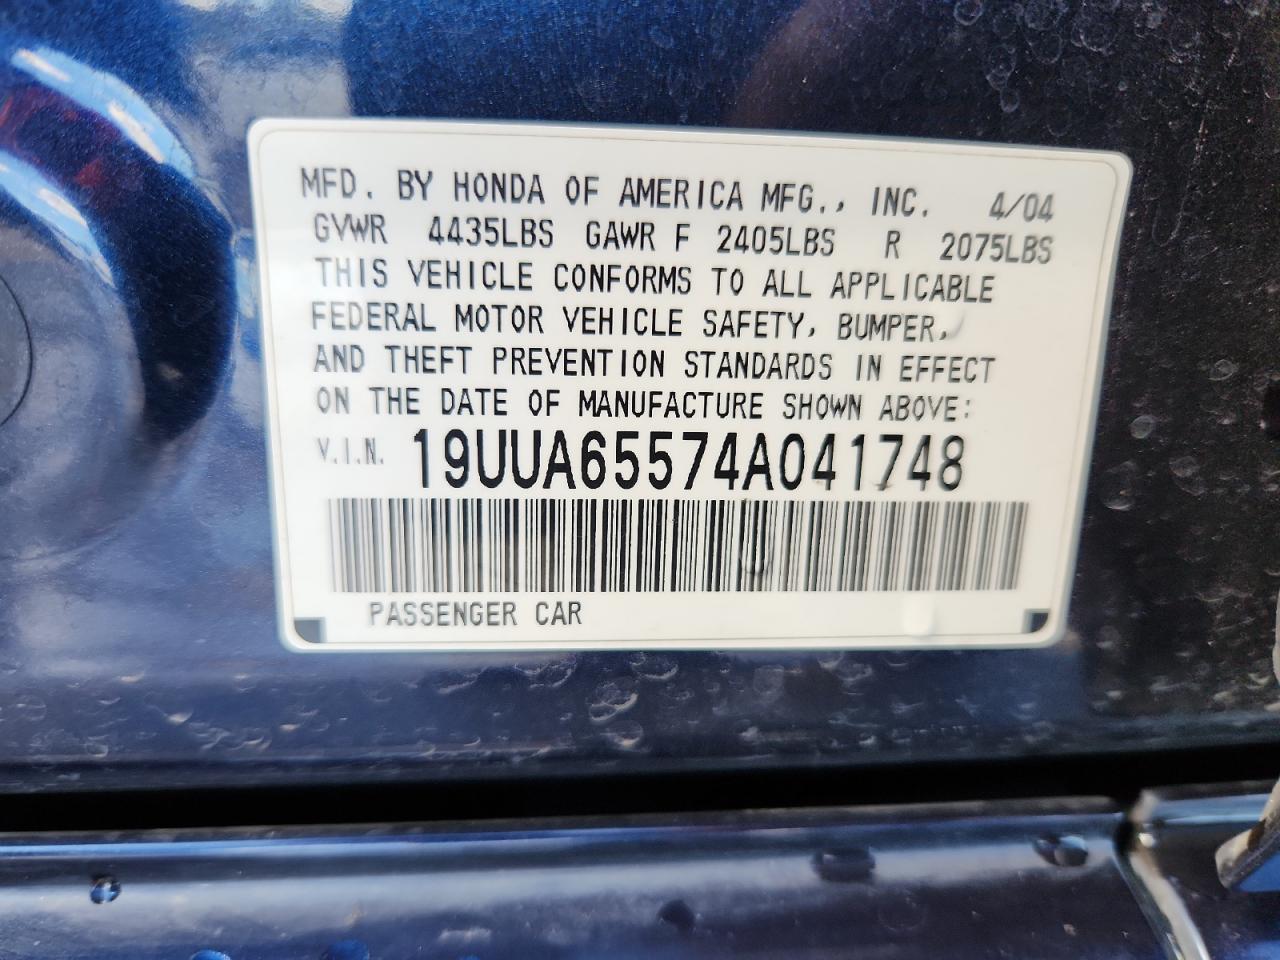 MFD. BY HONDA OF AMERICA MFG., INC. 4/04
GVWR 4435LBS GAWR F 2405LBS R 2075LBS
THIS VEHICLE CONFORMS TO ALL APPLICABLE
FEDERAL MOTOR VEHICLE SAFETY, BUMPER,
AND THEFT PREVENTION STANDARDS IN EFFECT
ON THE DATE OF MANUFACTURE SHOWN ABOVE:
V.I.N. 19UUA65574A041748
PASSENGER CAR